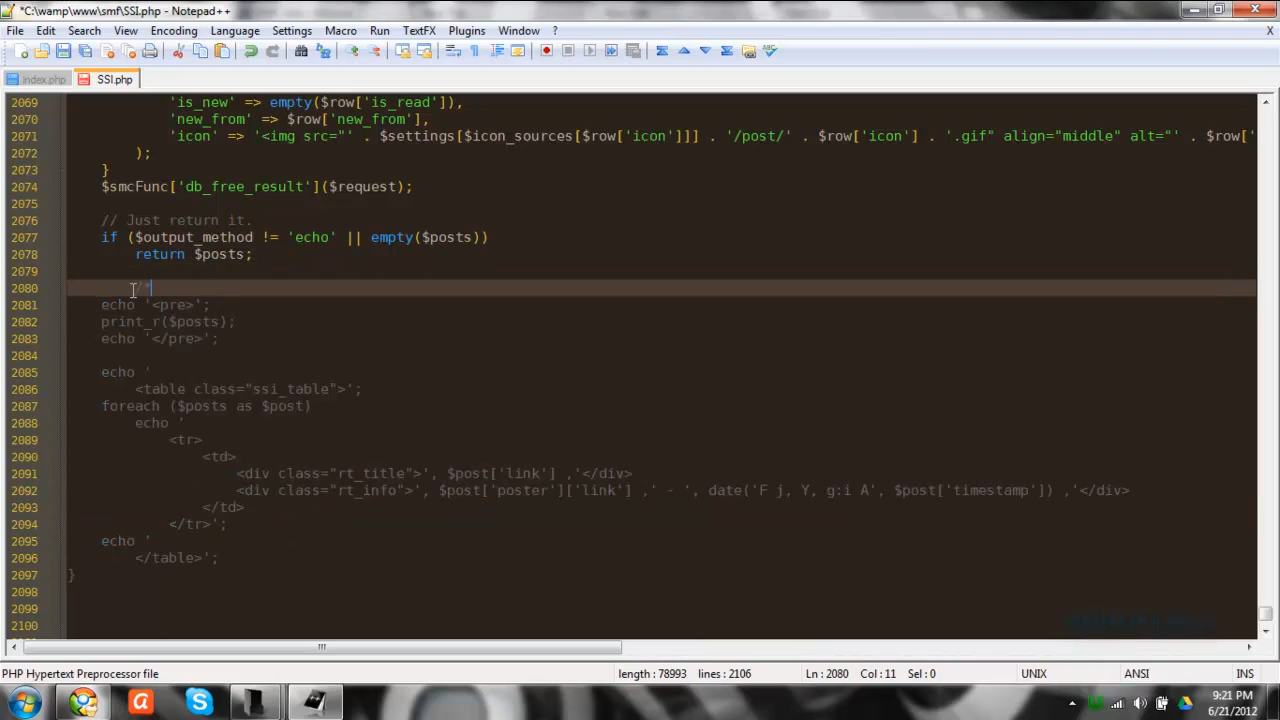 *C:\wamp\www\smf\SSI.php - Notepad++
File Edit Search View Encoding Language Settings Macro Run TextFX Plugins Window ? X
index.php SSI.php
2069 'is_new' => empty($row['is_read']),
2070 'new_from' => $row['new_from'],
2071 'icon' => '<img src="' . $settings[$icon_sources[$row['icon']]] . '/post/' . $row['icon'] . '.gif" align="middle" alt="' . $row['
2072 );
2073 }
2074 $smcFunc['db_free_result']($request);
2075
2076 // Just return it.
2077 if ($output_method != 'echo' || empty($posts))
2078 return $posts;
2079
2080 /*
2081 echo '<pre>';
2082 print_r($posts);
2083 echo '</pre>';
2084
2085 echo '
2086 <table class="ssi_table">';
2087 foreach ($posts as $post)
2088 echo '
2089 <tr>
2090 <td>
2091 <div class="rt_title">', $post['link'] ,'</div>
2092 <div class="rt_info">', $post['poster']['link'] ,' - ', date('F j, Y, g:i A', $post['timestamp']) ,'</div>
2093 </td>
2094 </tr>';
2095 echo '
2096 </table>';
2097 }
2098
2099
2100
PHP Hypertext Preprocessor file length : 78993 lines : 2106 Ln : 2080 Col : 11 Sel : 0 UNIX ANSI INS
9:21 PM
6/21/2012